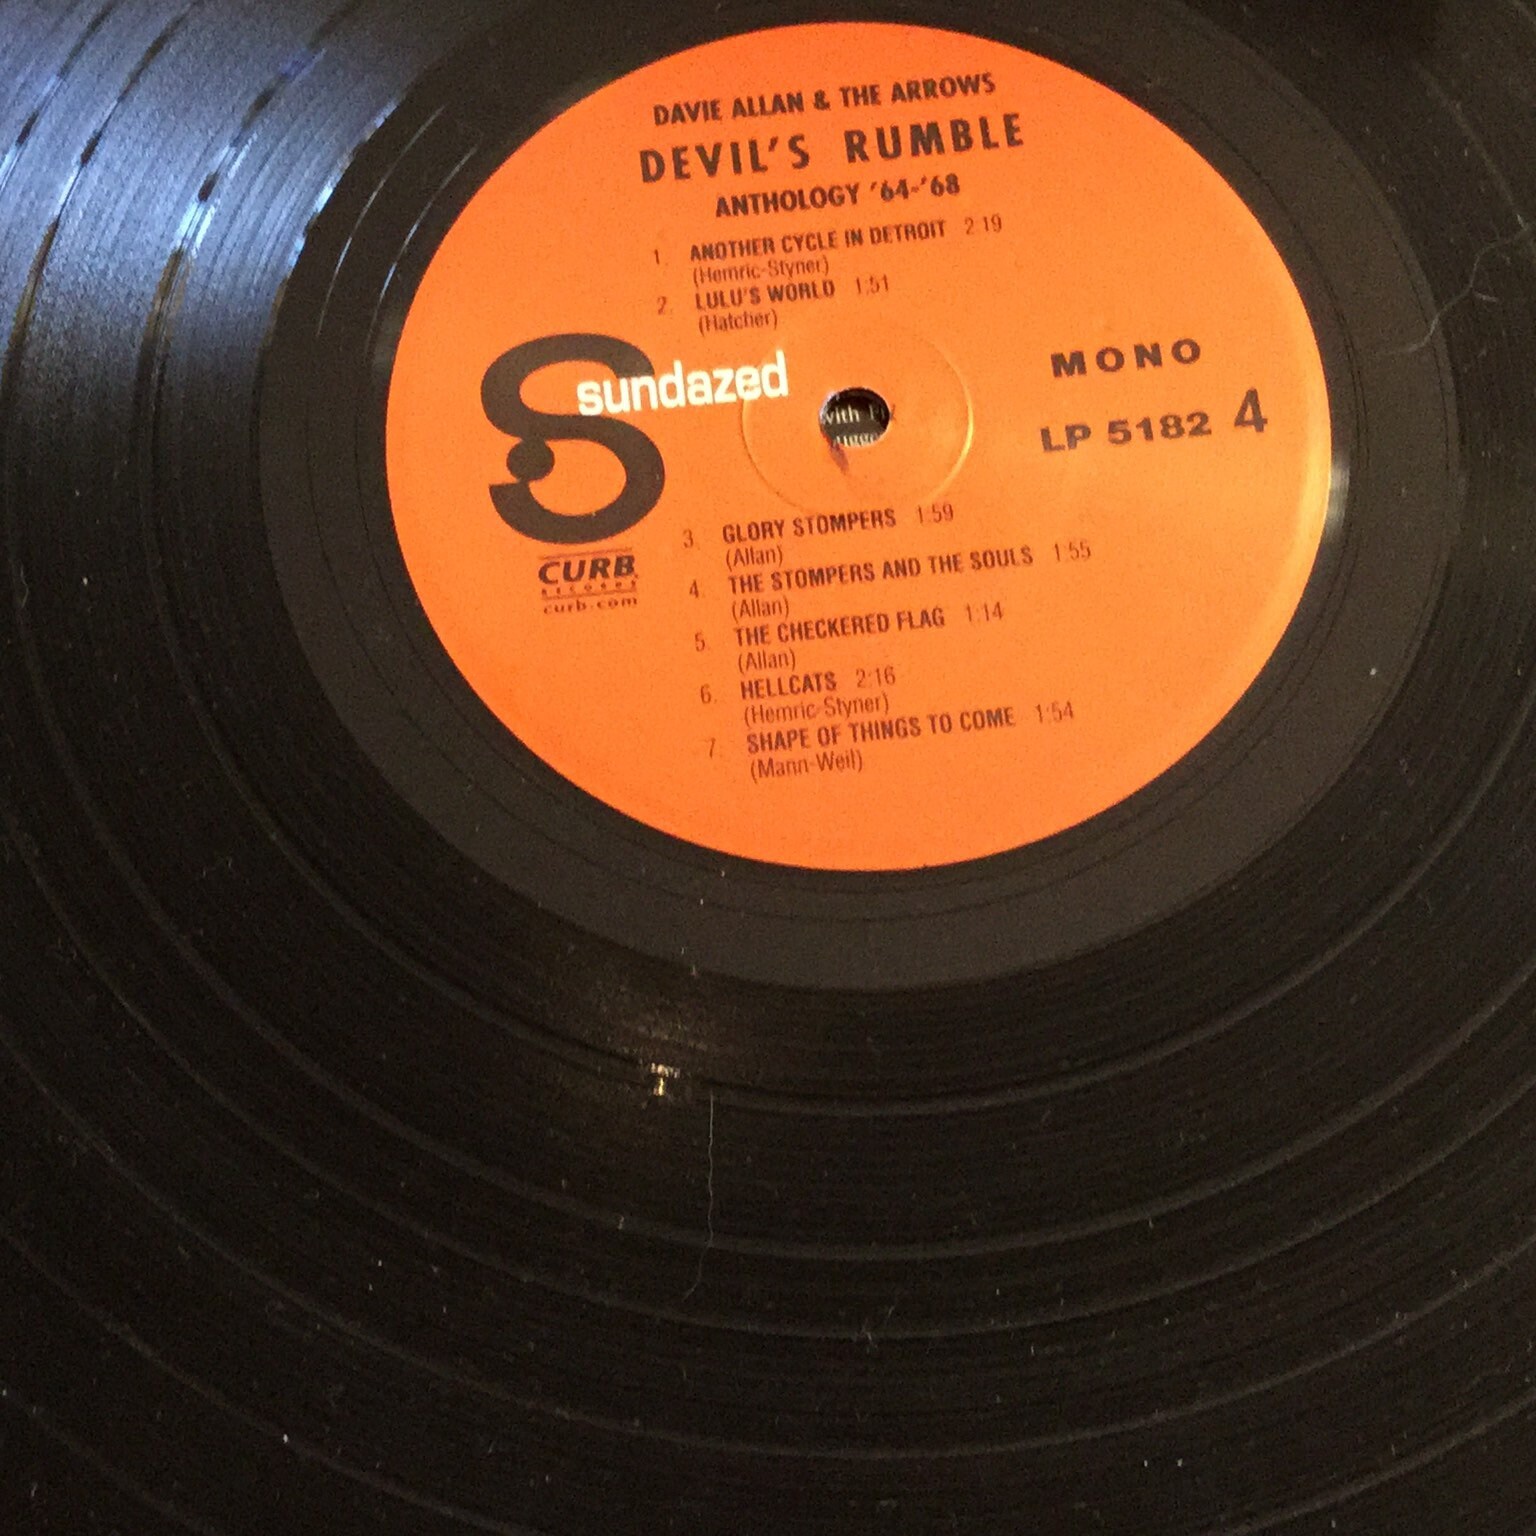 DAVIE ALLAN & THE ARROWS
DEVIL'S RUMBLE
ANTHOLOGY '64-'68
1. ANOTHER CYCLE IN DETROIT 2 19
(Hemric-Styner)
2. LULU'S WORLD 1:51
(Hatcher)
sundazed
CURB
RECORDS
curb.com
MONO
LP 5182 4
with
3. GLORY STOMPERS 1:59
(Allan)
4. THE STOMPERS AND THE SOULS 1:55
(Allan)
5. THE CHECKERED FLAG 1:14
(Allan)
6. HELLCATS 2:16
(Hemric-Styner)
7. SHAPE OF THINGS TO COME 1:54
(Mann-Weil)